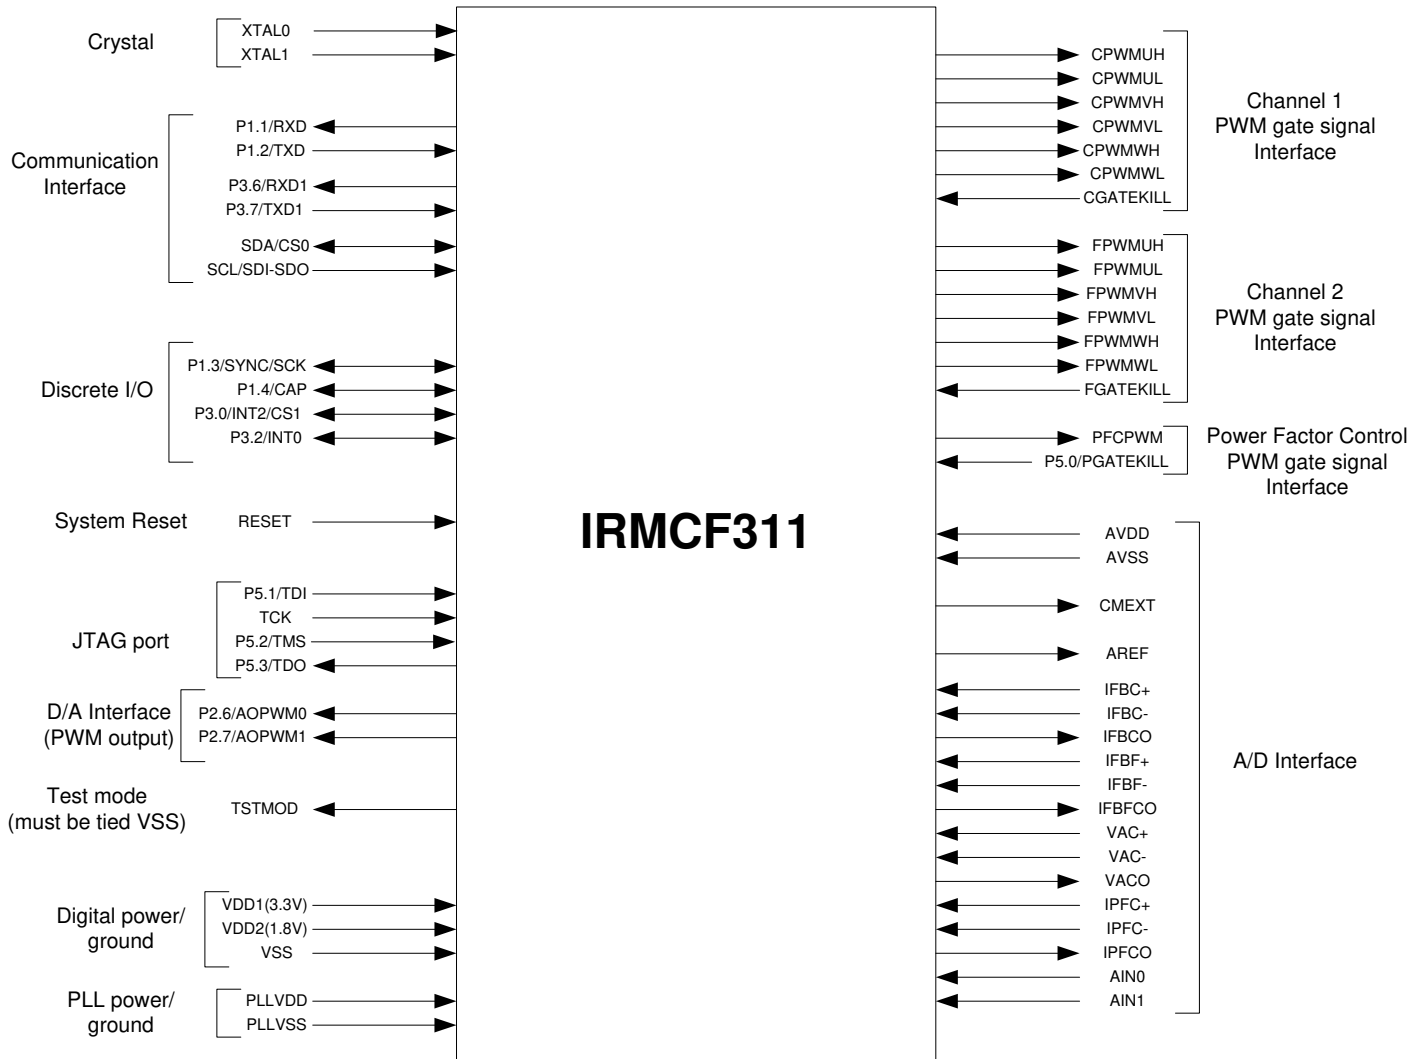 Crystal
XTAL0
XTAL1
Communication
Interface
P1.1/RXD
P1.2/TXD
P3.6/RXD1
P3.7/TXD1
SDA/CS0
SCL/SDI-SDO
Discrete I/O
P1.3/SYNC/SCK
P1.4/CAP
P3.0/INT2/CS1
P3.2/INT0
System Reset
RESET
JTAG port
P5.1/TDI
TCK
P5.2/TMS
P5.3/TDO
D/A Interface
(PWM output)
P2.6/AOPWM0
P2.7/AOPWM1
Test mode
(must be tied VSS)
TSTMOD
Digital power/
ground
VDD1(3.3V)
VDD2(1.8V)
VSS
PLL power/
ground
PLLVDD
PLLVSS
IRMCF311
CPWMUH
CPWMUL
CPWMVH
CPWMVL
CPWMWH
CPWMWL
CGATEKILL
Channel 1
PWM gate signal
Interface
FPWMUH
FPWMUL
FPWMVH
FPWMVL
FPWMWH
FPWMWL
FGATEKILL
Channel 2
PWM gate signal
Interface
PFCPWM
P5.0/PGATEKILL
Power Factor Control
PWM gate signal
Interface
AVDD
AVSS
CMEXT
AREF
IFBC+
IFBC-
IFBCO
IFBF+
IFBF-
IFBFCO
VAC+
VAC-
VACO
IPFC+
IPFC-
IPFCO
AIN0
AIN1
A/D Interface